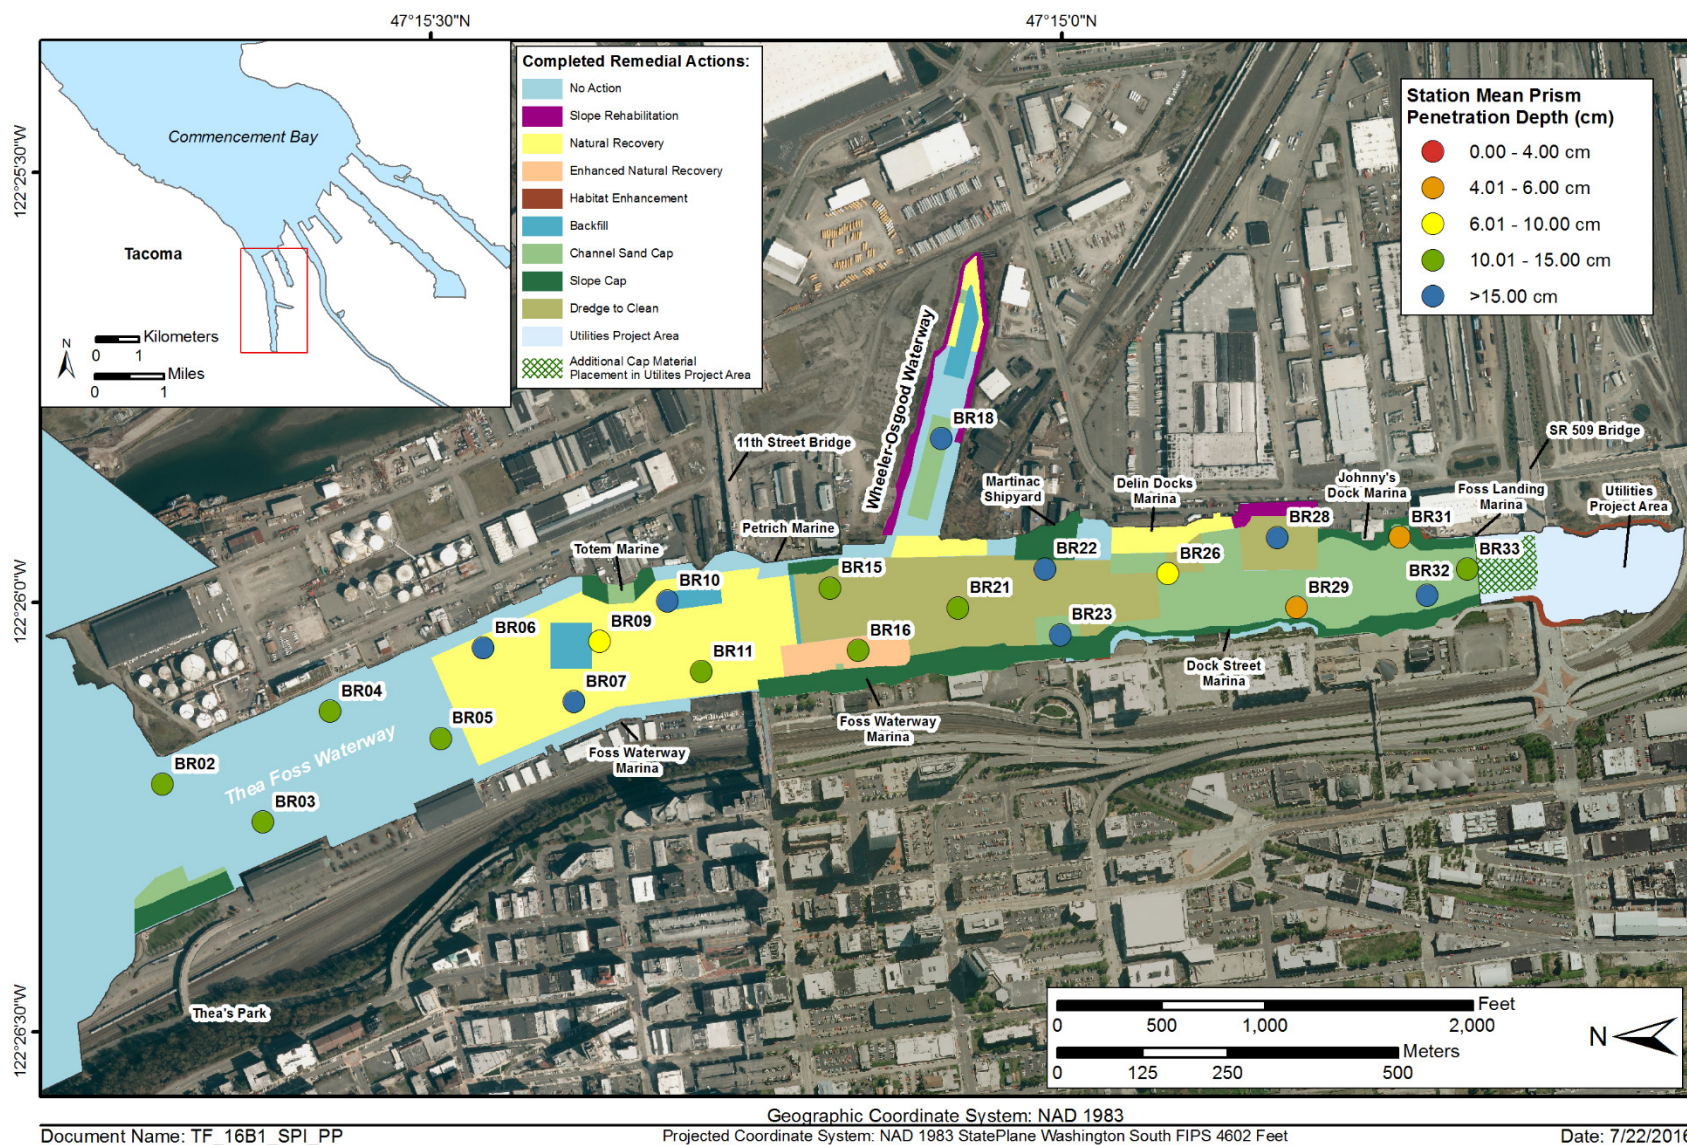 47°15'30"N
47°15'0"N
122°25'30"W
122°26'0"W
122°26'30"W
Commencement Bay
Tacoma
Kilometers
0 1
N
Miles
0 1
Completed Remedial Actions:
No Action
Slope Rehabilitation
Natural Recovery
Enhanced Natural Recovery
Habitat Enhancement
Backfill
Channel Sand Cap
Slope Cap
Dredge to Clean
Utilities Project Area
Additional Cap Material
Placement in Utilites Project Area
Station Mean Prism
Penetration Depth (cm)
0.00 - 4.00 cm
4.01 - 6.00 cm
6.01 - 10.00 cm
10.01 - 15.00 cm
>15.00 cm
Wheeler-Osgood Waterway
BR18
11th Street Bridge
SR 509 Bridge
Martinac
Shipyard
Delin Docks
Marina
Johnny's
Dock Marina
Foss Landing
Marina
Utilities
Project Area
Petrich Marine
Totem Marine
BR28
BR31
BR22
BR26
BR33
BR10
BR15
BR21
BR32
BR29
BR23
BR09
BR06
BR16
BR11
BR07
BR04
BR05
BR02
BR03
Thea Foss Waterway
Foss Waterway
Marina
Foss Waterway
Marina
Dock Street
Marina
Thea's Park
Feet
0 500 1,000 2,000
Meters
0 125 250 500
N
Geographic Coordinate System: NAD 1983
Document Name: TF_16B1_SPI_PP
Projected Coordinate System: NAD 1983 StatePlane Washington South FIPS 4602 Feet
Date: 7/22/2016